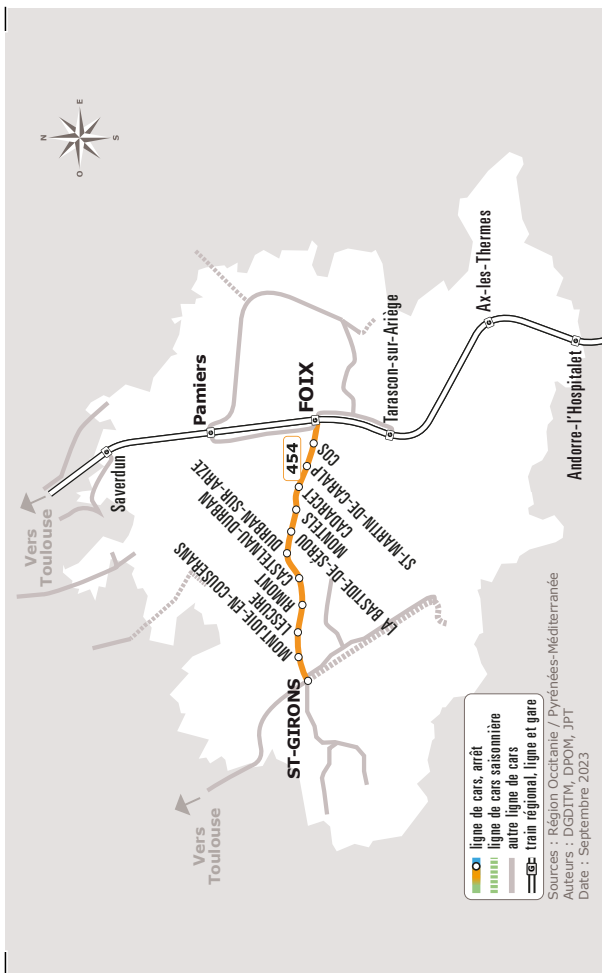 N
E
S
O
Vers
Toulouse
Saverdun
Pamiers
FOIX
454
Tarascon-sur-Ariège
Ax-les-Thermes
Andorre-l'Hospitalet
Vers
Toulouse
ST-GIRONS
MONTJOIE-EN-COUSERANS
LESCURE
RIMONT
CASTELNAU-DURBAN
DURBAN-SUR-ARIZE
LA BASTIDE-DE-SEROU
MONTELS
CADARCET
ST-MARTIN-DE-CARALP
COS
ligne de cars, arrêt
ligne de cars saisonnière
autre ligne de cars
G train régional, ligne et gare
Sources : Région Occitanie / Pyrénées-Méditerranée
Auteurs : DGDITM, DPOM, JPT
Date : Septembre 2023